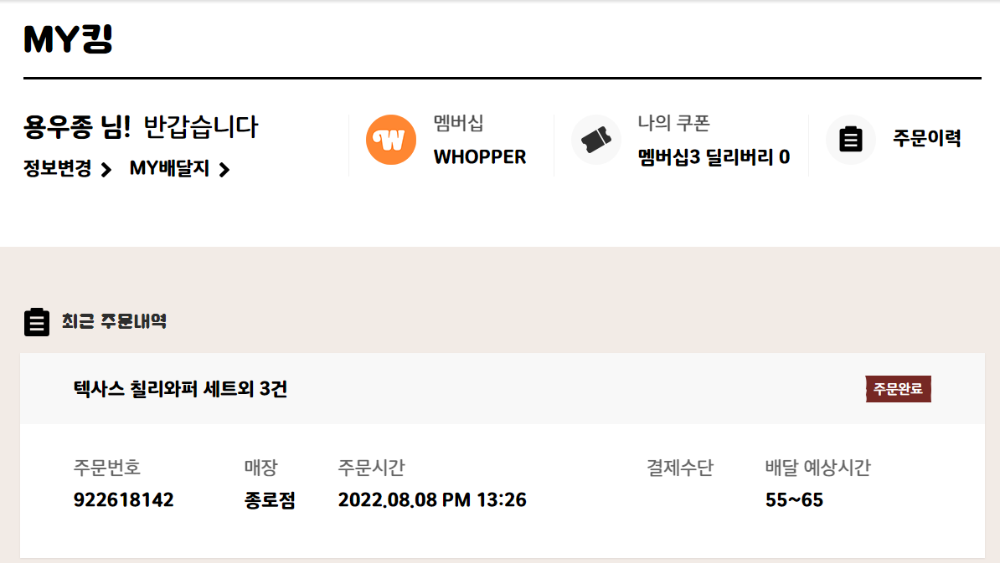 MY킹
용우종 님! 반갑습니다
정보변경 MY배달지
멤버십
WHOPPER
나의 쿠폰
멤버십3 딜리버리 0
주문이력
최근 주문내역
텍사스 칠리와퍼 세트외 3건
주문완료
주문번호 매장 주문시간 결제수단 배달 예상시간
922618142 종로점 2022.08.08 PM 13:26 55~65